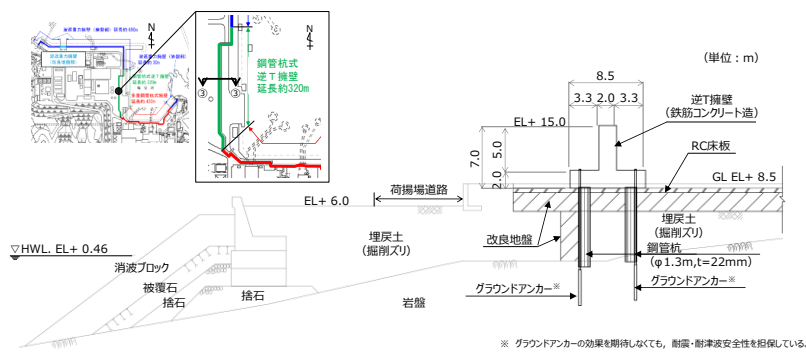 N
N
鋼管杭式
逆T擁壁
延長約320m
③
③
(単位:m)
8.5
3.3
2.0
3.3
逆T擁壁
(鉄筋コンクリート造)
EL+ 15.0
7.0
5.0
2.0
RC床板
GL EL+ 8.5
荷揚場道路
EL+ 6.0
埋戻土
(掘削ズリ)
埋戻土
(掘削ズリ)
改良地盤
鋼管杭
(φ1.3m,t=22mm)
▽HWL. EL+ 0.46
消波ブロック
被覆石
捨石
捨石
岩盤
グラウンドアンカー※
グラウンドアンカー※
※ グラウンドアンカーの効果を期待しなくても,耐震・耐津波安全性を担保している。